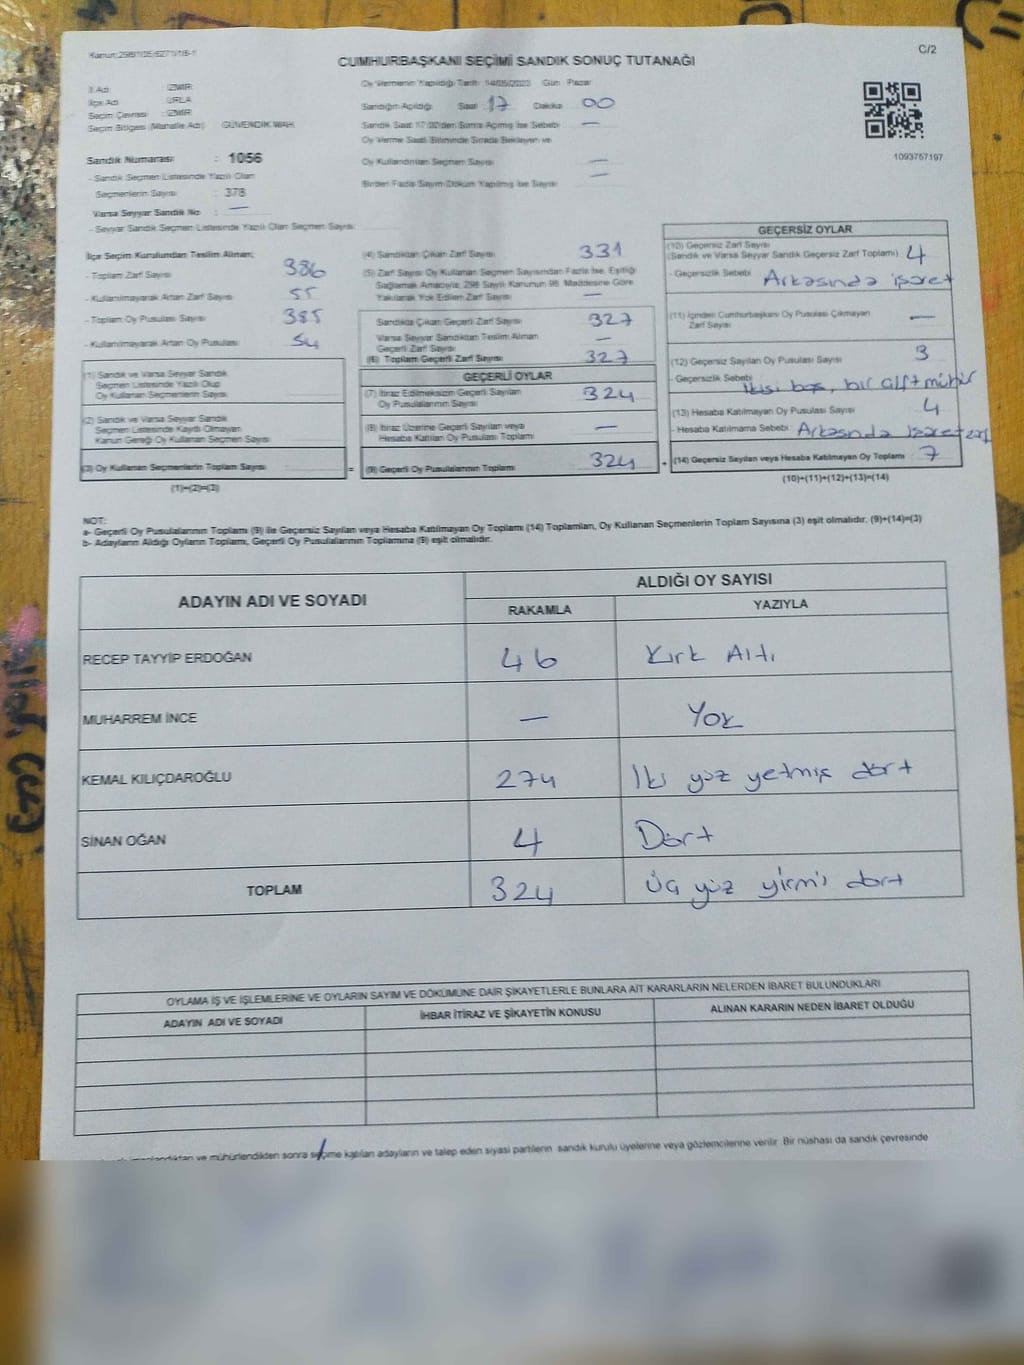 C/2
CUMHURBAŞKANI SEÇİMİ SANDIK SONUÇ TUTANAĞI
İl Adı : İZMİR
İlçe Adı : URLA
Seçim Çevresi : İZMİR
Seçim Bölgesi (Mahalle Adı) : GÜVENDİK MAH.
Sandık Numarası : 1056
- Sandık Seçmen Listesinde Yazılı Olan
Seçmenlerin Sayısı : 378
Varsa Seyyar Sandık No : —
- Seyyar Sandık Seçmen Listesinde Yazılı Olan Seçmen Sayısı :
Oy Vermenin Yapıldığı Tarih 14/05/2023 Gün : Pazar
Sandığın Açıldığı Saat 17 Dakika 00
Sandık Saat 17:00'den Sonra Açılmış İse Sebebi —
Oy Verme Saati Bitiminde Sırada Bekleyen ve
Oy Kullandırılan Seçmen Sayısı —
Birden Fazla Sayım Döküm Yapılmış İse Sayısı —
1093757197
İlçe Seçim Kurulundan Teslim Alınan;
- Toplam Zarf Sayısı 386
- Kullanılmayarak Artan Zarf Sayısı 55
- Toplam Oy Pusulası Sayısı 385
- Kullanılmayarak Artan Oy Pusulası 54
(1) Sandık ve Varsa Seyyar Sandık
Seçmen Listesinde Yazılı Olup
Oy Kullanan Seçmenlerin Sayısı
(2) Sandık ve Varsa Seyyar Sandık
Seçmen Listesinde Kaydı Olmayan
Kanun Gereği Oy Kullanan Seçmen Sayısı
(3) Oy Kullanan Seçmenlerin Toplam Sayısı =
(1)+(2)=(3)
(4) Sandıktan Çıkan Zarf Sayısı 331
(5) Zarf Sayısı Oy Kullanan Seçmen Sayısından Fazla İse, Eşitliği
Sağlamak Amacıyla, 298 Sayılı Kanunun 98. Maddesine Göre
Yakılarak Yok Edilen Zarf Sayısı —
Sandıkta Çıkan Geçerli Zarf Sayısı 327
Varsa Seyyar Sandıktan Teslim Alınan
Geçerli Zarf Sayısı —
(6) Toplam Geçerli Zarf Sayısı 327
GEÇERLİ OYLAR
(7) İtiraz Edilmeksizin Geçerli Sayılan
Oy Pusulalarının Sayısı 324
(8) İtiraz Üzerine Geçerli Sayılan veya
Hesaba Katılan Oy Pusulası Toplamı —
(9) Geçerli Oy Pusulalarının Toplamı 324 +
GEÇERSİZ OYLAR
(10) Geçersiz Zarf Sayısı
(Sandık ve Varsa Seyyar Sandık Geçersiz Zarf Toplamı) 4
- Geçersizlik Sebebi Arkasında işaret
(11) İçinden Cumhurbaşkanı Oy Pusulası Çıkmayan
Zarf Sayısı —
(12) Geçersiz Sayılan Oy Pusulası Sayısı 3
- Geçersizlik Sebebi ikisi boş, bir çift mühür
(13) Hesaba Katılmayan Oy Pusulası Sayısı 4
- Hesaba Katılmama Sebebi Arkasında işaret zarf
(14) Geçersiz Sayılan veya Hesaba Katılmayan Oy Toplamı : 7
(10)+(11)+(12)+(13)=(14)
NOT:
a- Geçerli Oy Pusulalarının Toplamı (9) ile Geçersiz Sayılan veya Hesaba Katılmayan Oy Toplamı (14) Toplamları, Oy Kullanan Seçmenlerin Toplam Sayısına (3) eşit olmalıdır. (9)+(14)=(3)
b- Adayların Aldığı Oyların Toplamı, Geçerli Oy Pusulalarının Toplamına (9) eşit olmalıdır.
ADAYIN ADI VE SOYADI
ALDIĞI OY SAYISI
RAKAMLA YAZIYLA
RECEP TAYYİP ERDOĞAN 46 Kırk Altı
MUHARREM İNCE — Yok
KEMAL KILIÇDAROĞLU 274 İki yüz yetmiş dört
SİNAN OĞAN 4 Dört
TOPLAM 324 Üç yüz yirmi dört
OYLAMA İŞ VE İŞLEMLERİNE VE OYLARIN SAYIM VE DÖKÜMÜNE DAİR ŞİKAYETLERLE BUNLARA AİT KARARLARIN NELERDEN İBARET BULUNDUKLARI
ADAYIN ADI VE SOYADI İHBAR İTİRAZ VE ŞİKAYETİN KONUSU ALINAN KARARIN NEDEN İBARET OLDUĞU
mühürlendikten sonra seçime katılan adayların ve talep eden siyasi partilerin sandık kurulu üyelerine veya gözlemcilerine verilir. Bir nüshası da sandık çevresinde